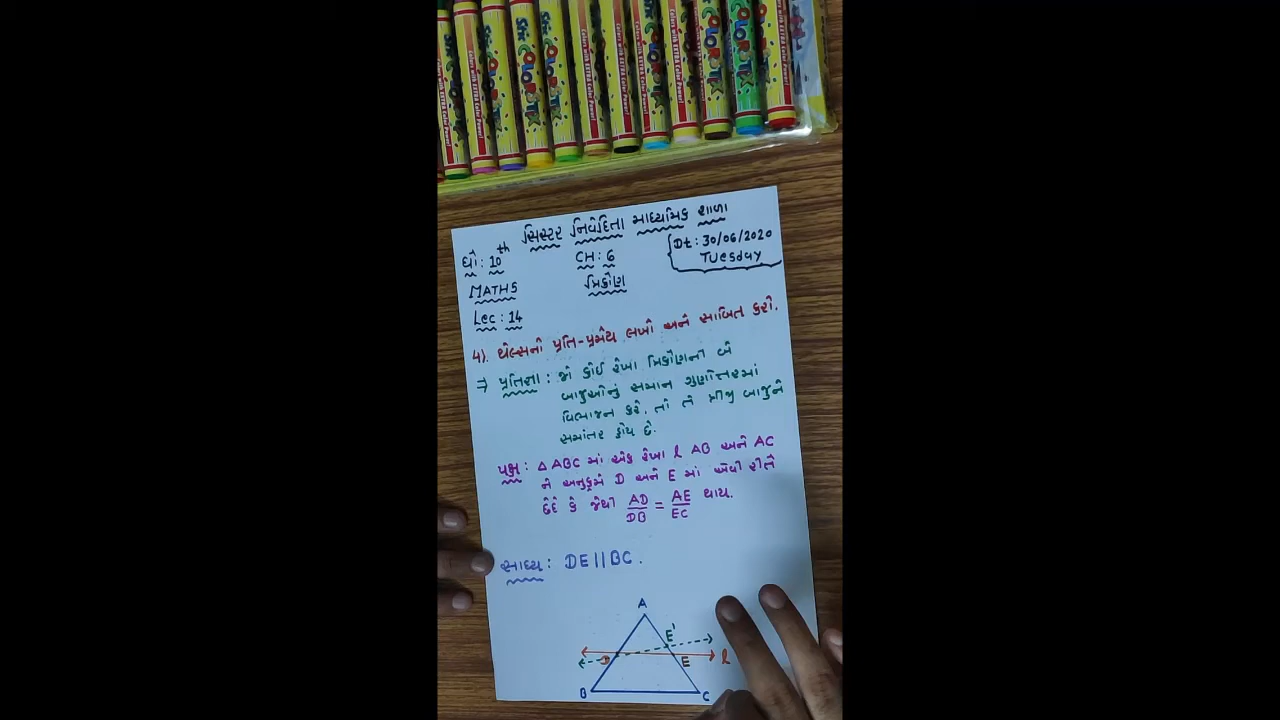 સિસ્ટર નિવેદિતા માધ્યમિક શાળા
ધો : 10th
CH : 6
Dt : 30/06/2020
TUesday
MATHS
ત્રિકોણ
Lec : 14
4). થેલ્સનો પ્રતિ-પ્રમેય લખો અને સાબિત કરો.
⇒ પ્રતિજ્ઞા : જો કોઈ રેખા ત્રિકોણની બે
બાજુઓનું સમાન ગુણોત્તરમાં
વિભાજન કરે, તો તે ત્રીજી બાજુને
સમાંતર હોય છે.
પક્ષ : Δ ABC માં એક રેખા l AB અને AC
ને અનુક્રમે D અને E માં એવી રીતે
છેદે કે જેથી AD/DB = AE/EC થાય.
સાધ્ય : DE || BC .
A
E'
D
E
l
B
C